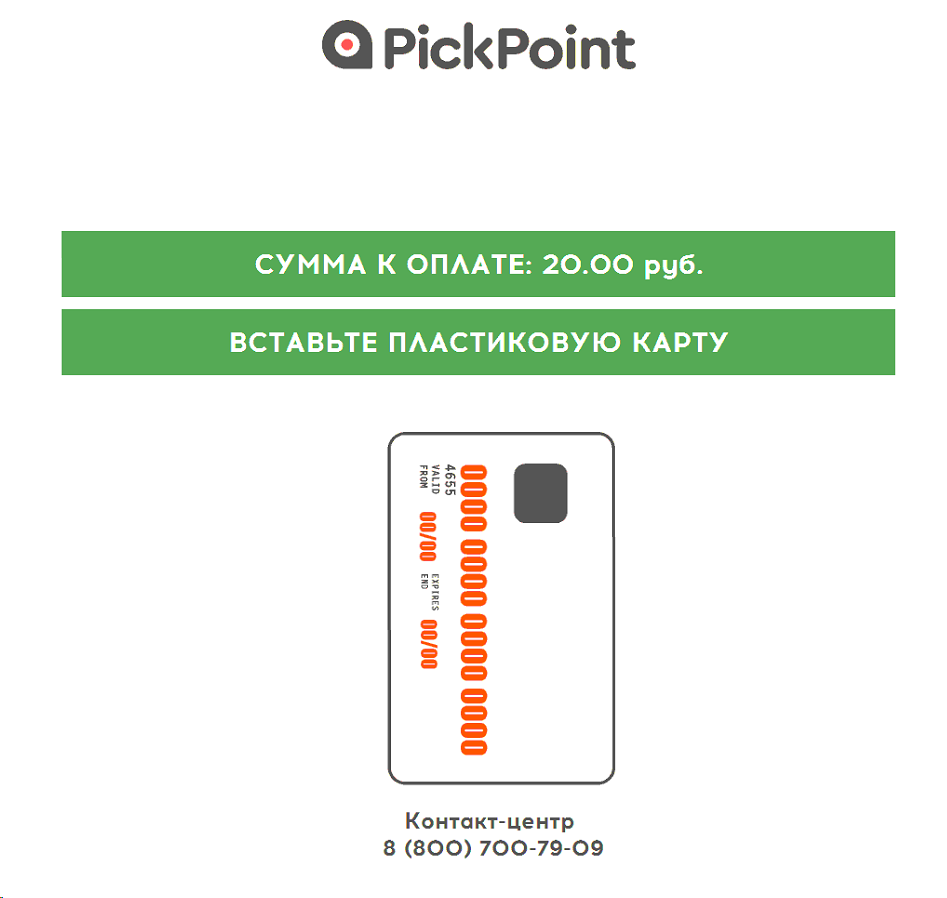 PickPoint
СУММА К ОПЛАТЕ: 20.00 руб.
ВСТАВЬТЕ ПЛАСТИКОВУЮ КАРТУ
0000 0000 0000 0000
4655
VALID
FROM
00/00
EXPIRES
END
00/00
Контакт-центр
8 (800) 700-79-09